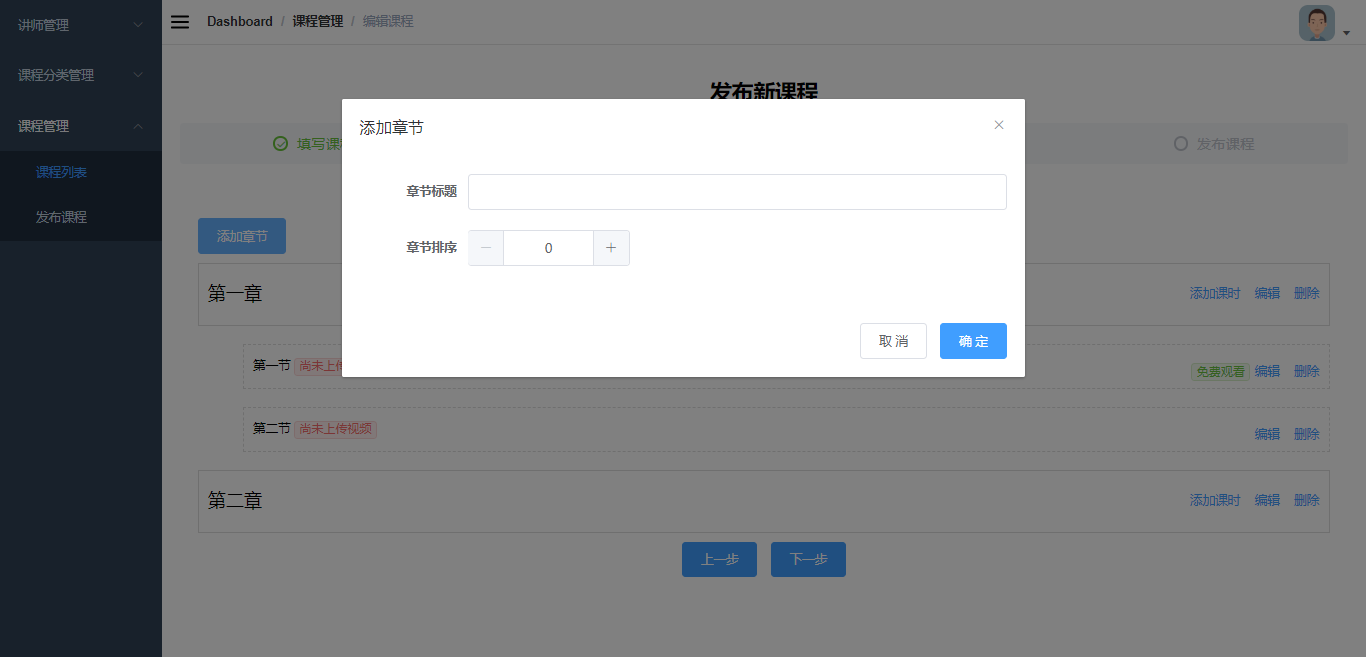 讲师管理
课程分类管理
课程管理
课程列表
发布课程
Dashboard / 课程管理 / 编辑课程
发布新课程
填写课
发布课程
添加章节
章节标题
章节排序 0
取 消 确 定
添加章节
第一章 添加课时 编辑 删除
第一节 尚未上传 免费观看 编辑 删除
第二节 尚未上传视频 编辑 删除
第二章 添加课时 编辑 删除
上一步 下一步